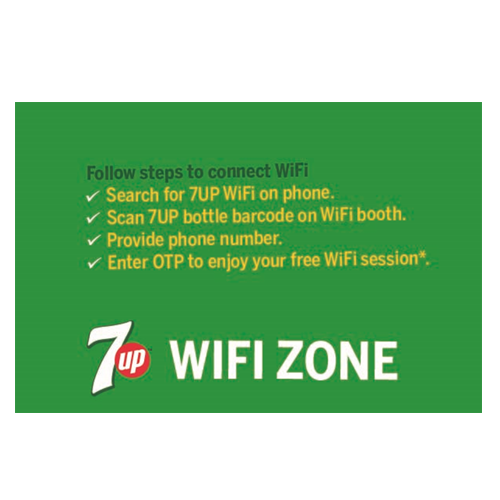 Follow steps to connect WiFi
✓ Search for 7UP WiFi on phone.
✓ Scan 7UP bottle barcode on WiFi booth.
✓ Provide phone number.
✓ Enter OTP to enjoy your free WiFi session*.
7up WIFI ZONE